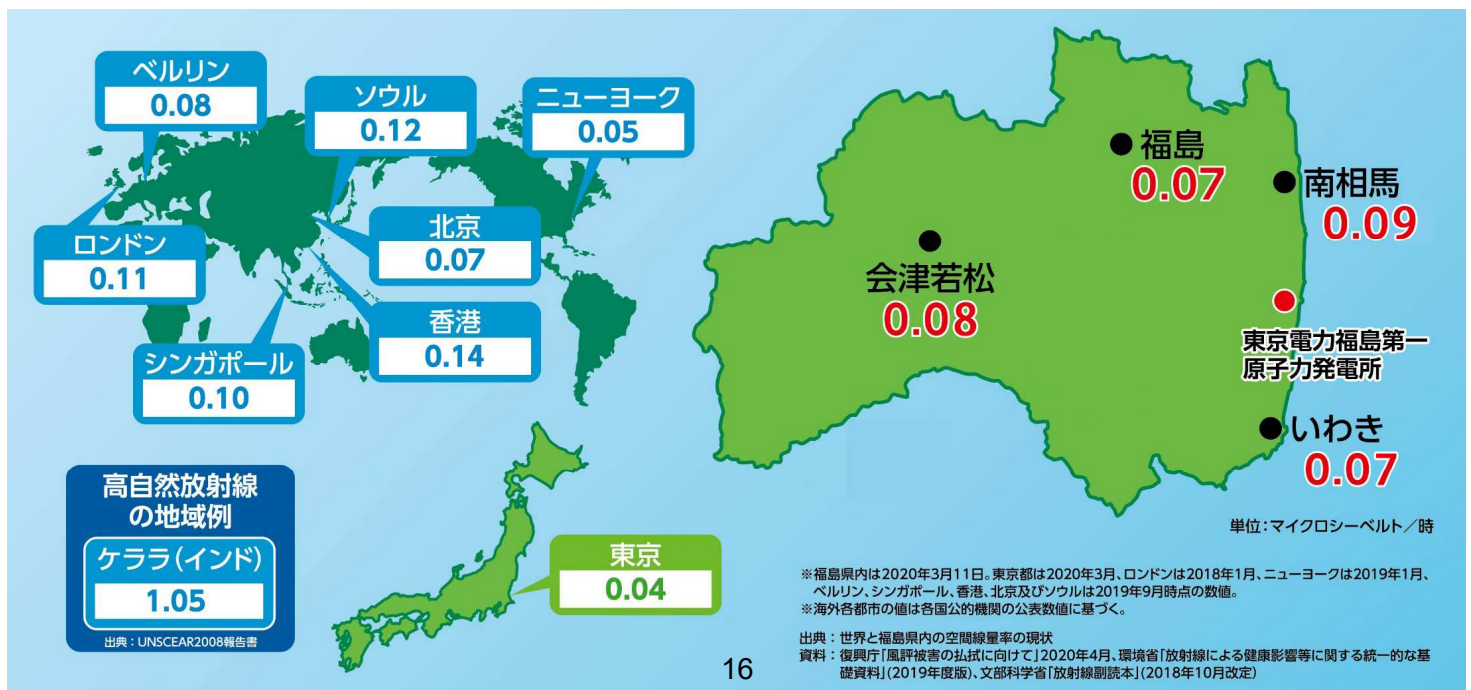 ベルリン
0.08
ソウル
0.12
ニューヨーク
0.05
ロンドン
0.11
北京
0.07
シンガポール
0.10
香港
0.14
高自然放射線
の地域例
ケララ（インド）
1.05
出典：UNSCEAR2008報告書
東京
0.04
福島
0.07
南相馬
0.09
会津若松
0.08
東京電力福島第一
原子力発電所
いわき
0.07
単位：マイクロシーベルト／時
※福島県内は2020年3月11日。東京都は2020年3月、ロンドンは2018年1月、ニューヨークは2019年1月、
ベルリン、シンガポール、香港、北京及びソウルは2019年9月時点の数値。
※海外各都市の値は各国公的機関の公表数値に基づく。
出典：世界と福島県内の空間線量率の現状
資料：復興庁「風評被害の払拭に向けて」2020年4月、環境省「放射線による健康影響等に関する統一的な基
礎資料」（2019年度版）、文部科学省「放射線副読本」（2018年10月改定）
16